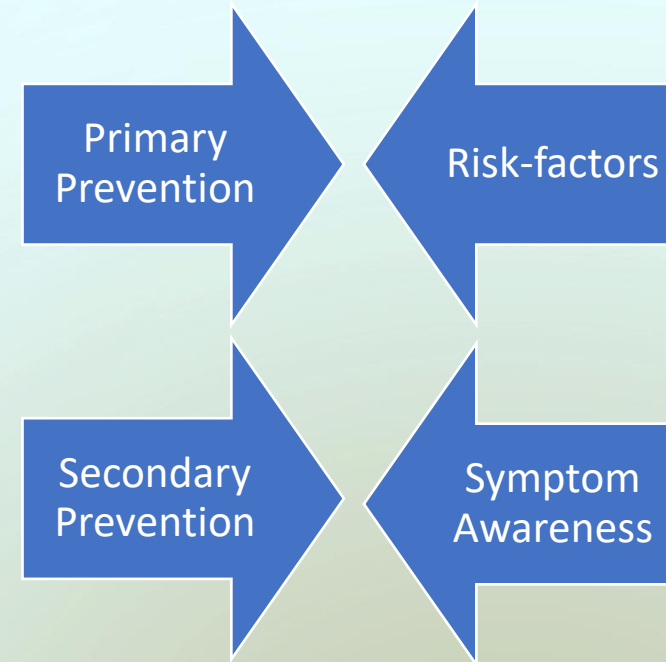 Primary
Prevention
Risk-factors
Secondary
Prevention
Symptom
Awareness